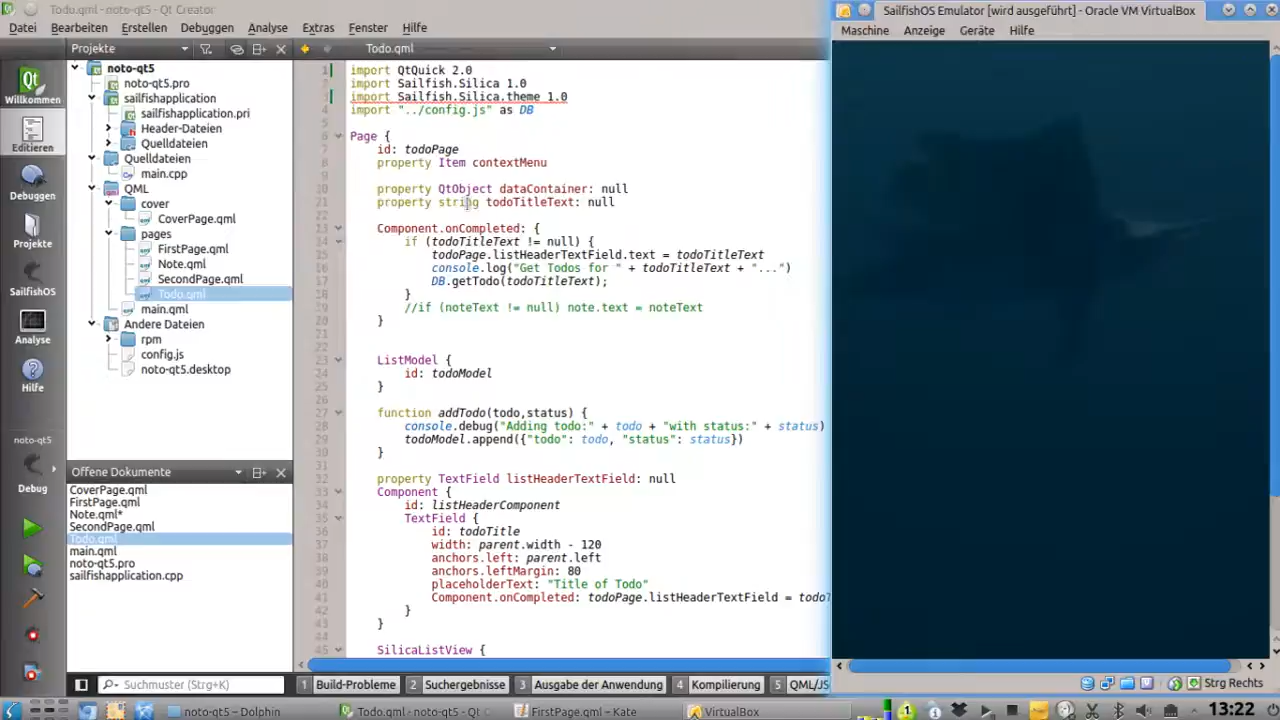 Todo.qml - noto-qt5 - Qt Creator
Datei Bearbeiten Erstellen Debuggen Analyse Extras Fenster Hilfe
Projekte
Todo.qml
Willkommen
Editieren
Debuggen
Projekte
SailfishOS
Analyse
Hilfe
noto-qt5
Debug
noto-qt5
noto-qt5.pro
sailfishapplication
sailfishapplication.pri
Header-Dateien
Quelldateien
Quelldateien
main.cpp
QML
cover
CoverPage.qml
pages
FirstPage.qml
Note.qml
SecondPage.qml
Todo.qml
main.qml
Andere Dateien
rpm
config.js
noto-qt5.desktop
Offene Dokumente
CoverPage.qml
FirstPage.qml
Note.qml*
SecondPage.qml
Todo.qml
main.qml
noto-qt5.pro
sailfishapplication.cpp
import QtQuick 2.0
import Sailfish.Silica 1.0
import Sailfish.Silica.theme 1.0
import "../config.js" as DB
Page {
id: todoPage
property Item contextMenu
property QtObject dataContainer: null
property string todoTitleText: null
Component.onCompleted: {
if (todoTitleText != null) {
todoPage.listHeaderTextField.text = todoTitleText
console.log("Get Todos for " + todoTitleText + "...")
DB.getTodo(todoTitleText);
}
//if (noteText != null) note.text = noteText
}
ListModel {
id: todoModel
}
function addTodo(todo,status) {
console.debug("Adding todo:" + todo + "with status:" + status)
todoModel.append({"todo": todo, "status": status})
}
property TextField listHeaderTextField: null
Component {
id: listHeaderComponent
TextField {
id: todoTitle
width: parent.width - 120
anchors.left: parent.left
anchors.leftMargin: 80
placeholderText: "Title of Todo"
Component.onCompleted: todoPage.listHeaderTextField = todoT
}
}
SilicaListView {
Suchmuster (Strg+K)
1 Build-Probleme 2 Suchergebnisse 3 Ausgabe der Anwendung 4 Kompilierung 5 QML/JS
SailfishOS Emulator [wird ausgeführt] - Oracle VM VirtualBox
Maschine Anzeige Geräte Hilfe
Strg Rechts
noto-qt5 – Dolphin
Todo.qml - noto-qt5 - Qt
FirstPage.qml – Kate
VirtualBox
13:22